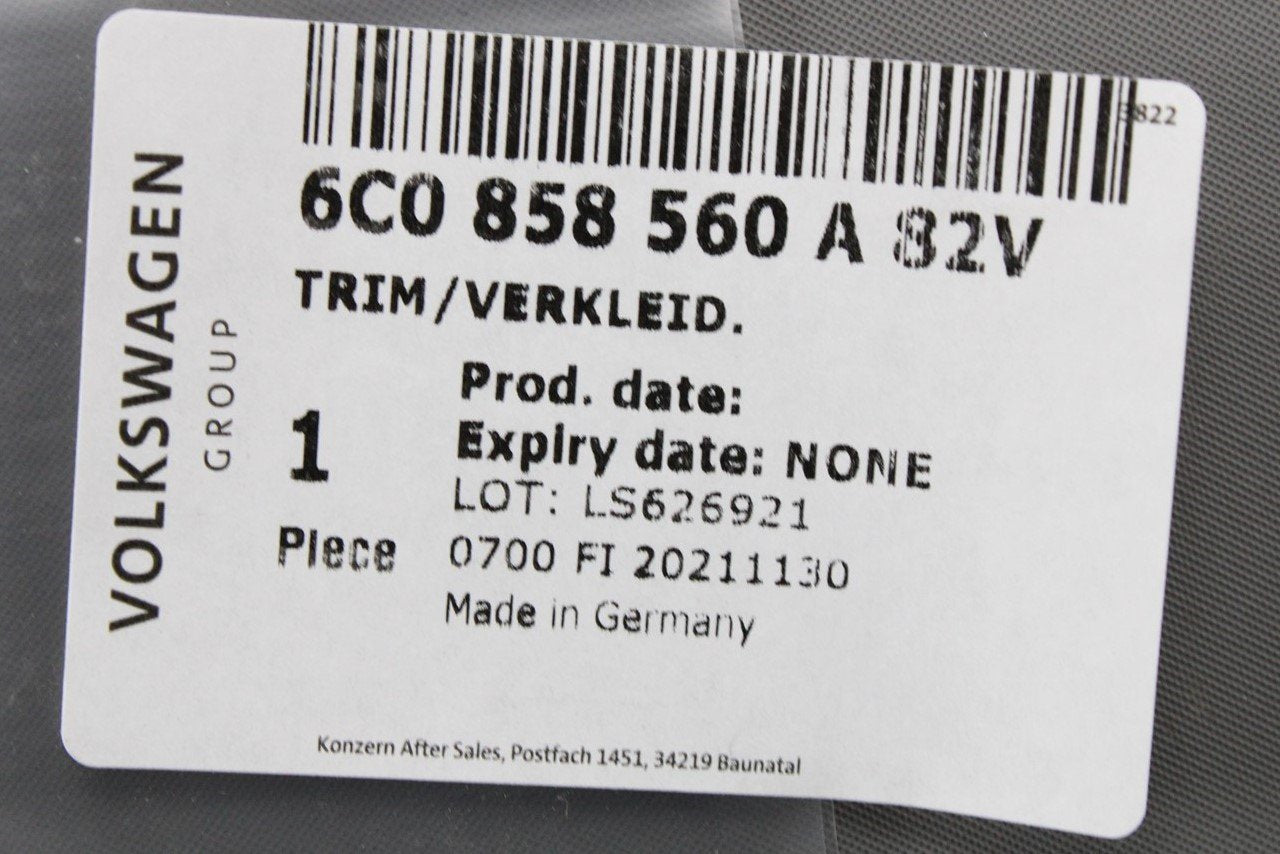 3822
6C0 858 560 A 82V
TRIM/VERKLEID.
Prod. date:
Expiry date: NONE
1
LOT: LS626921
Piece
0700 FI 20211130
Made in Germany
VOLKSWAGEN
GROUP
Konzern After Sales, Postfach 1451, 34219 Baunatal